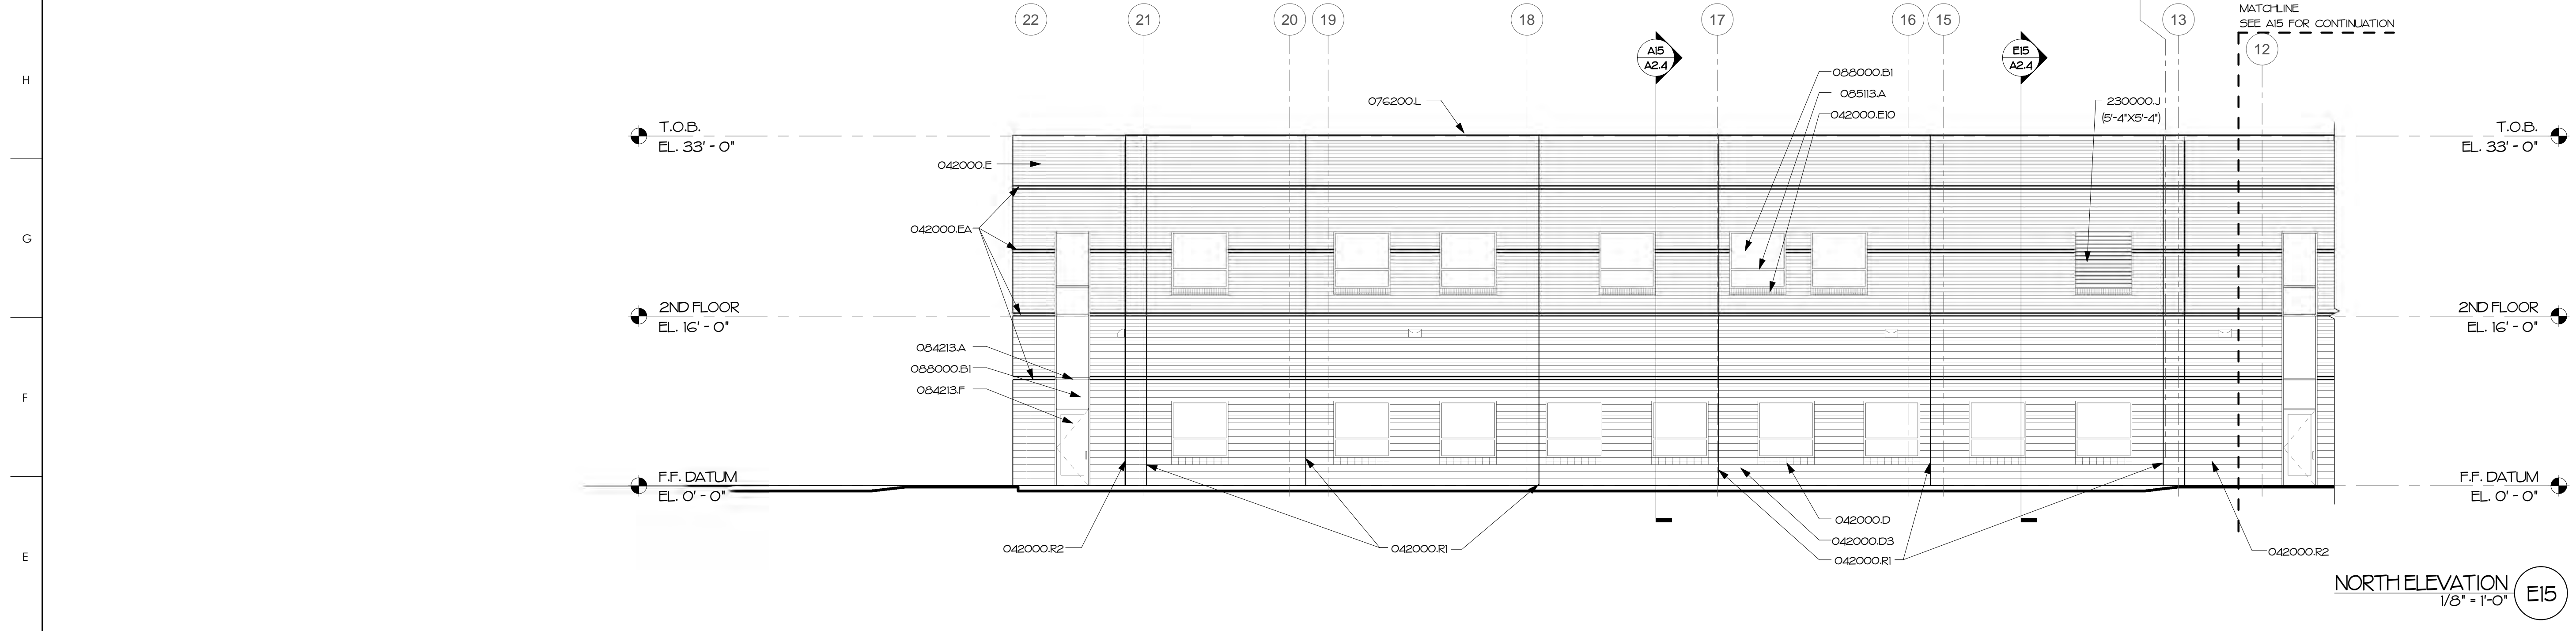 MATCHLINE
SEE A15 FOR CONTINUATION
22
21
20
19
18
17
16
15
13
12
H
A15
A2.4
E15
A2.4
088000.B1
085113.A
042000.E10
076200.L
230000.J
(5'-4"X5'-4")
T.O.B.
EL. 33' - 0"
T.O.B.
EL. 33' - 0"
042000.E
G
042000.EA
2ND FLOOR
EL. 16' - 0"
2ND FLOOR
EL. 16' - 0"
084213.A
088000.B1
084213.F
F
F.F. DATUM
EL. 0' - 0"
F.F. DATUM
EL. 0' - 0"
042000.D
042000.D3
042000.R1
042000.R2
042000.R1
042000.R2
E
NORTH ELEVATION
1/8" = 1'-0"
E15